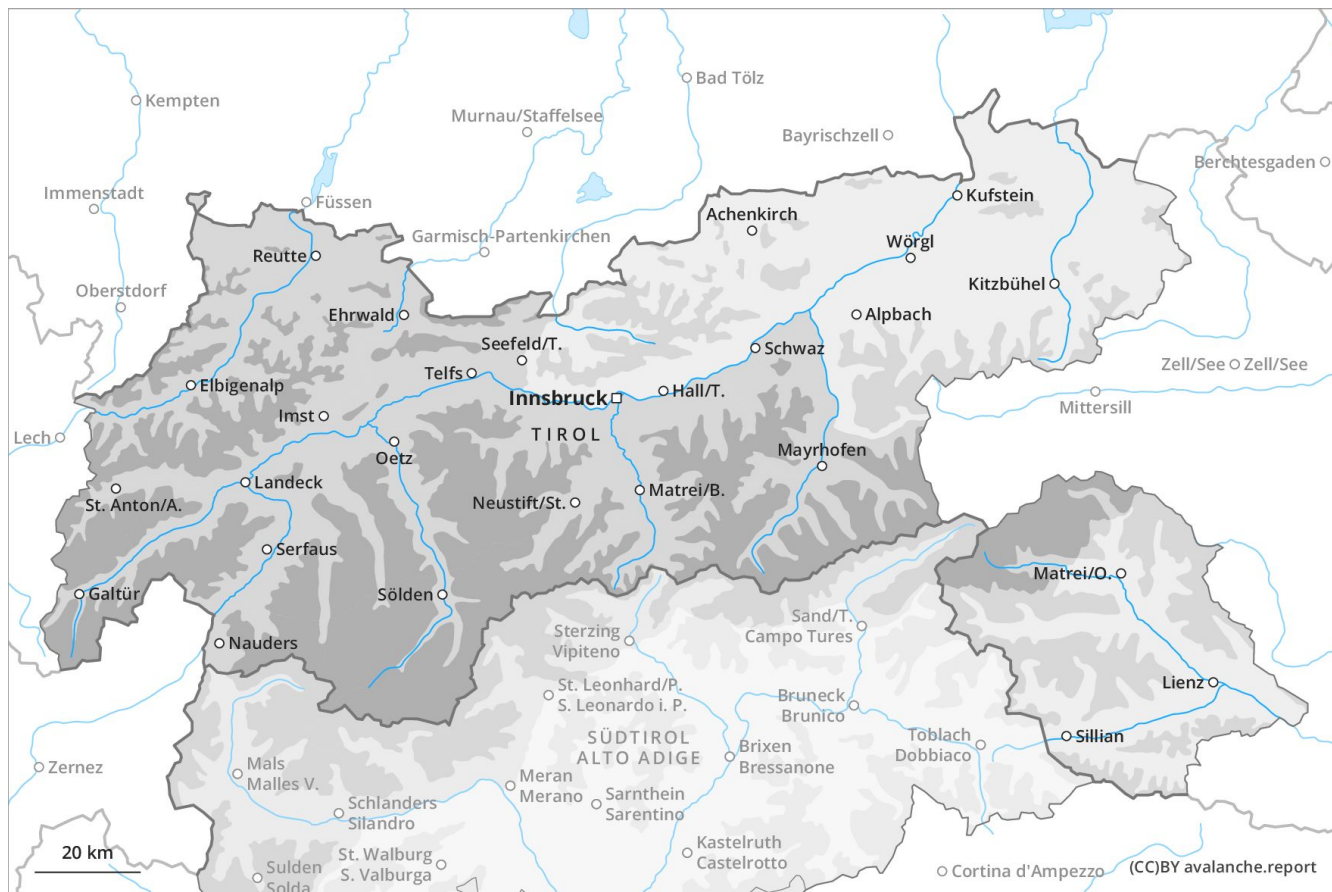 Kempten
Bad Tölz
Murnau/Staffelsee
Bayrischzell
Berchtesgaden
Immenstadt
Füssen
Kufstein
Achenkirch
Garmisch-Partenkirchen
Wörgl
Reutte
Oberstdorf
Kitzbühel
Ehrwald
Alpbach
Seefeld/T.
Schwaz
Telfs
Zell/See
Zell/See
Elbigenalp
Innsbruck
Hall/T.
Mittersill
Imst
Lech
TIROL
Oetz
Mayrhofen
Landeck
St. Anton/A.
Neustift/St.
Matrei/B.
Serfaus
Matrei/O.
Galtür
Sölden
Sand/T.
Campo Tures
Sterzing
Vipiteno
Nauders
Lienz
St. Leonhard/P.
S. Leonardo i. P.
Bruneck
Brunico
SÜDTIROL
ALTO ADIGE
Toblach
Dobbiaco
Sillian
Brixen
Bressanone
Zernez
Mals
Malles V.
Meran
Merano
Sarnthein
Sarentino
Schlanders
Silandro
Kastelruth
Castelrotto
20 km
St. Walburg
S. Valburga
Sulden
Solda
Cortina d'Ampezzo
(CC)BY avalanche.report